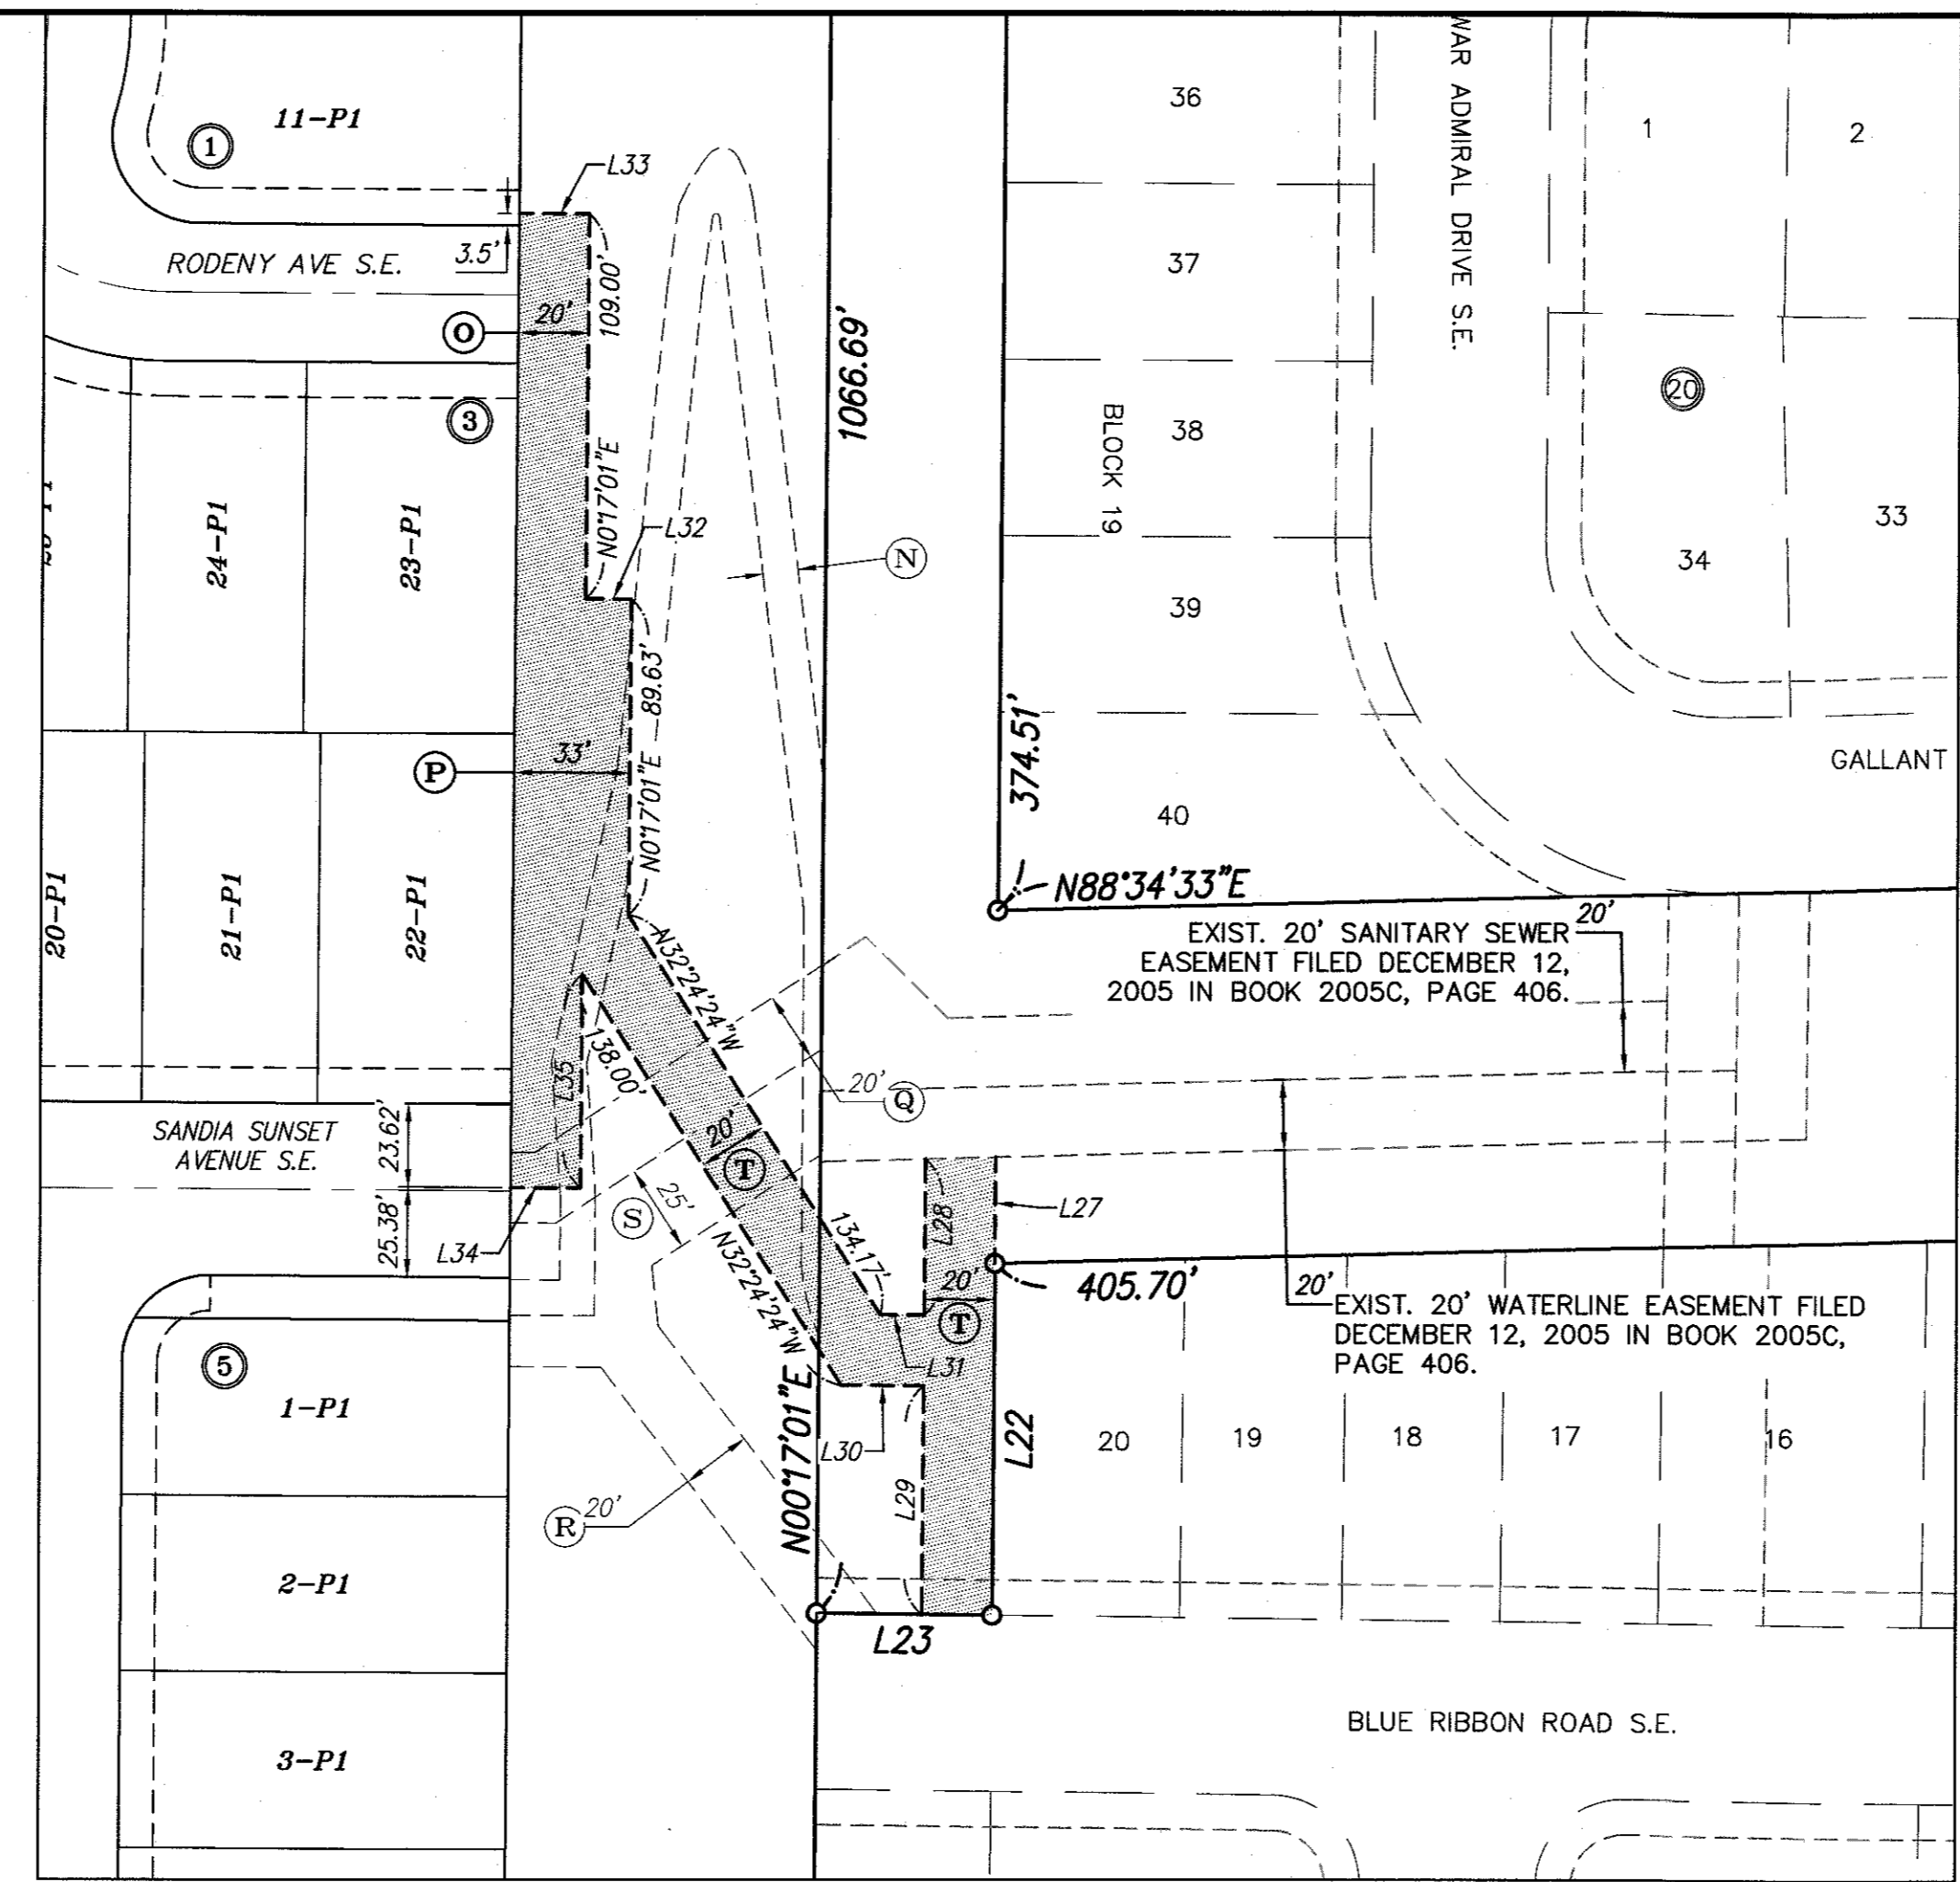 11-P1
1
L33
RODENY AVE S.E.
3.5'
O
20'
109.00'
N0°17'01"E
L32
3
24-P1
23-P1
P
33'
89.63'
N0°17'01"E
20-P1
21-P1
22-P1
N
1066.69'
36
37
BLOCK 19
38
39
40
374.51'
WAR ADMIRAL DRIVE S.E.
1
2
20
33
34
GALLANT
N88°34'33"E
EXIST. 20' SANITARY SEWER
EASEMENT FILED DECEMBER 12,
2005 IN BOOK 2005C, PAGE 406.
20'
N32°24'24"W
138.00'
L35
SANDIA SUNSET
AVENUE S.E.
23.62'
25.38'
L34
20'
T
20'
Q
25'
S
N32°24'24"W
134.17'
L28
L27
20'
T
L31
405.70'
20'
EXIST. 20' WATERLINE EASEMENT FILED
DECEMBER 12, 2005 IN BOOK 2005C,
PAGE 406.
5
1-P1
2-P1
3-P1
R
20'
N00°17'01"E
L30
L29
L22
L23
20
19
18
17
16
BLUE RIBBON ROAD S.E.